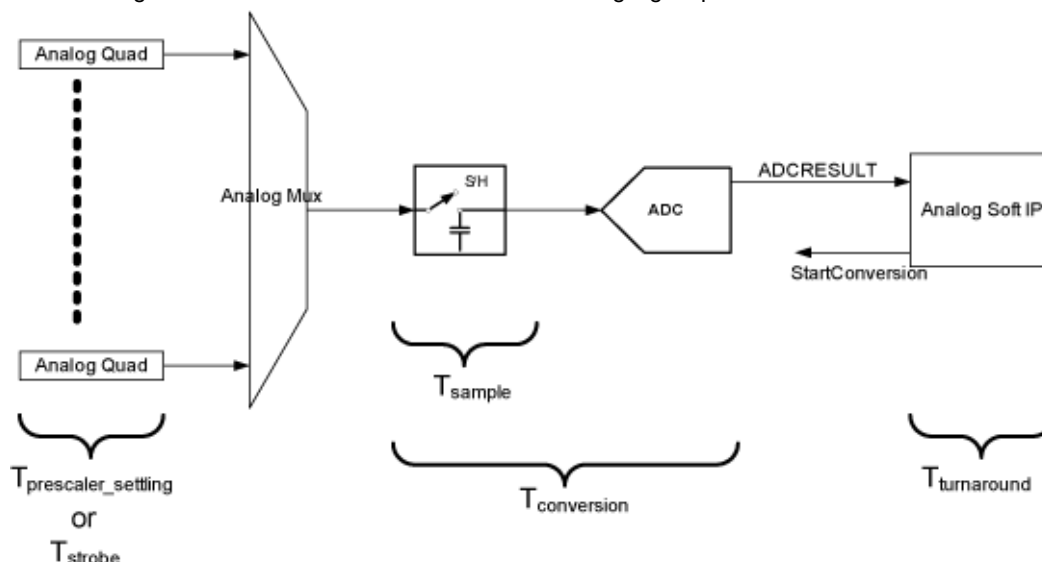 Analog Quad
Analog Mux
S/H
ADC
ADCRESULT
Analog Soft IP
StartConversion
Analog Quad
Tsample
Tprescaler_settling
or
Tstrobe
Tconversion
Tturnaround